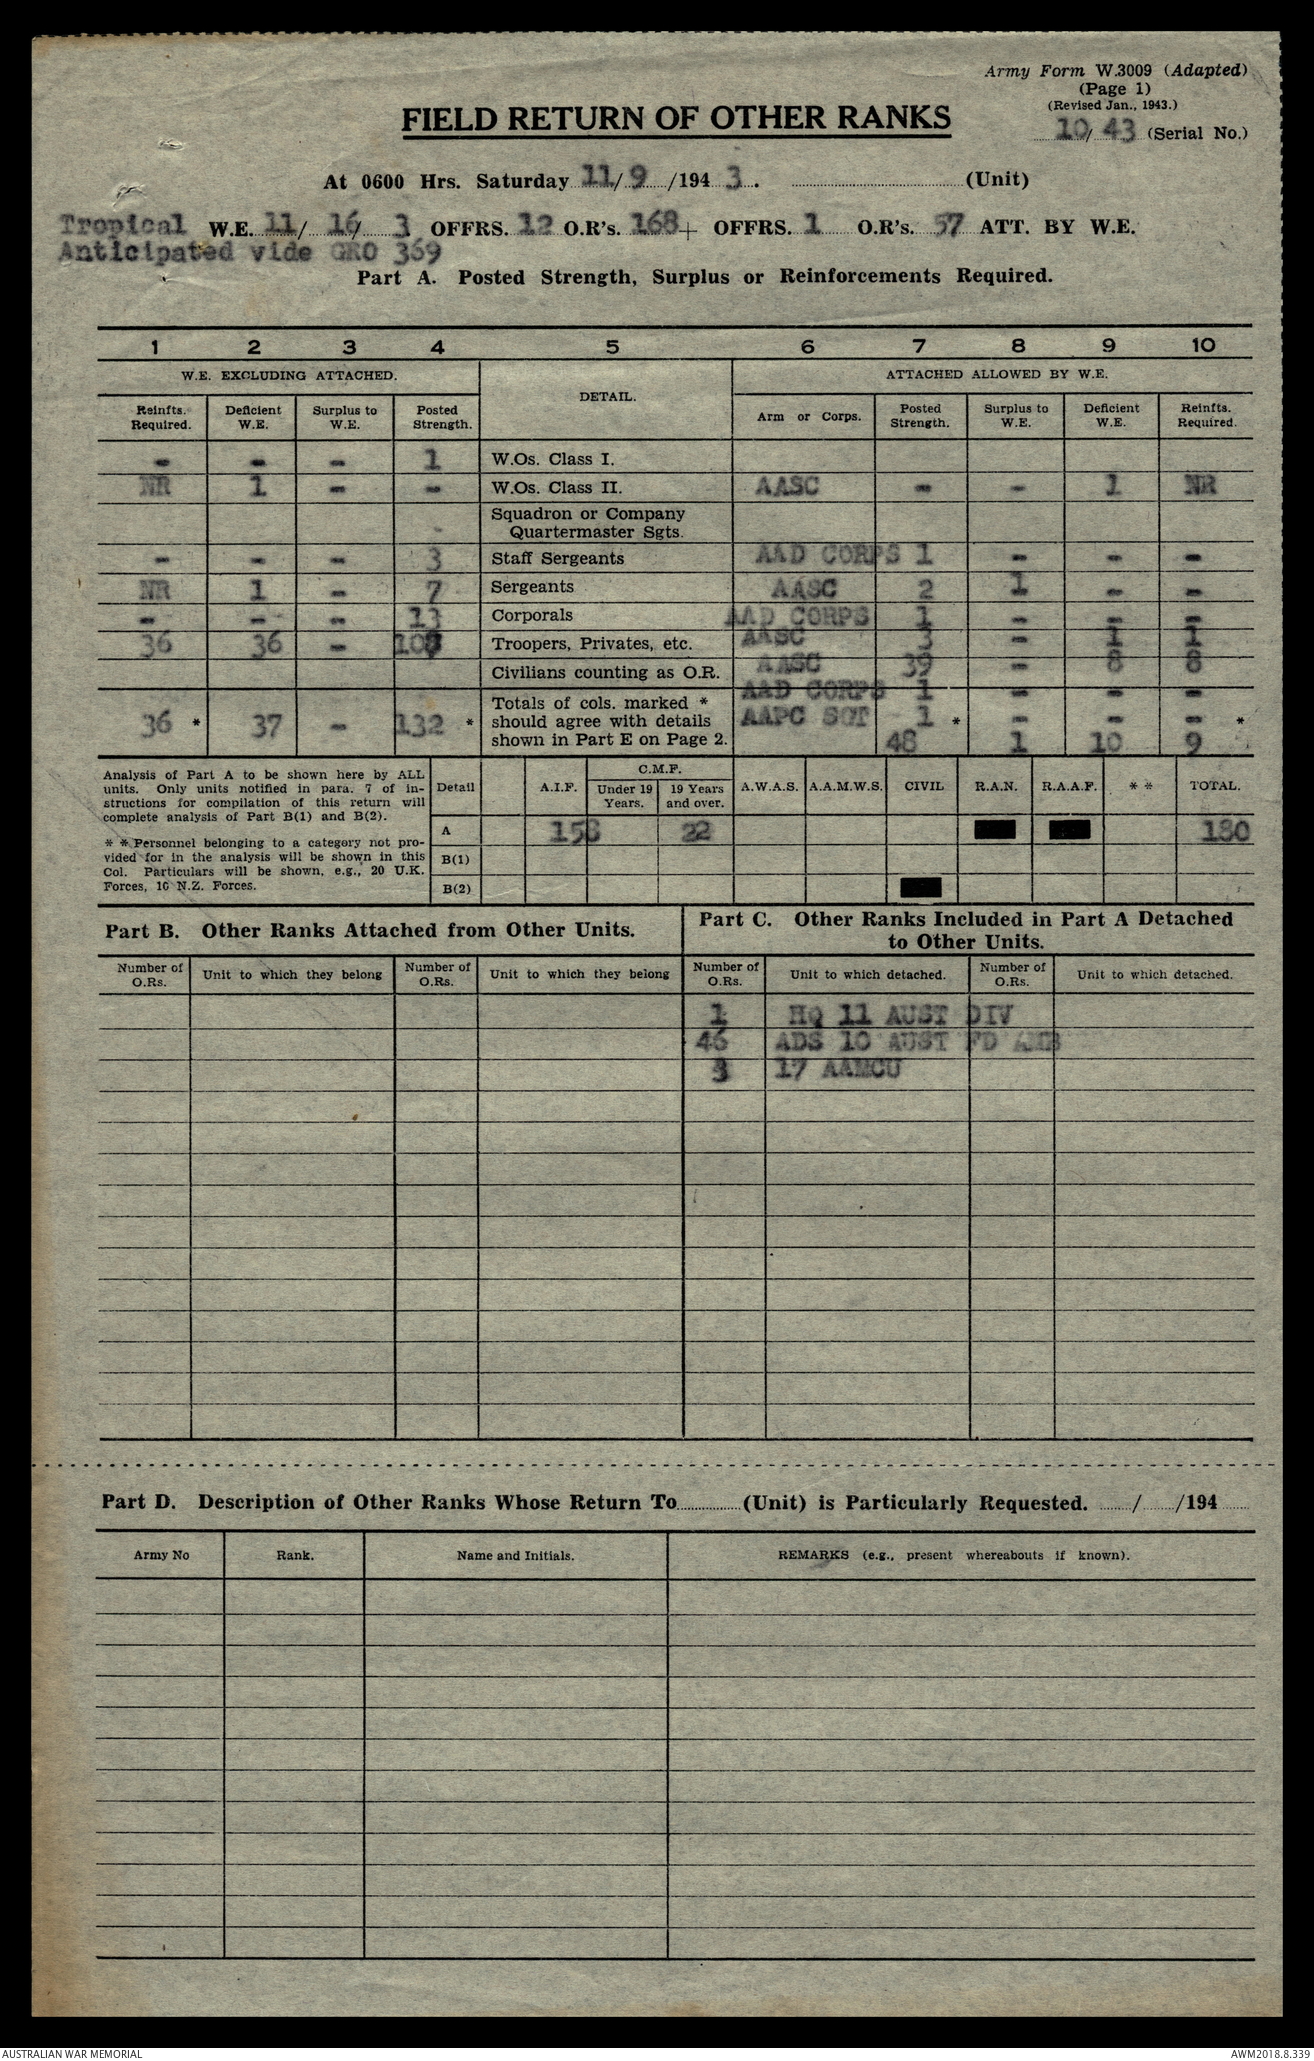 Army Form W.3009 (Adapted)
(Page 1)
(Revised Jan., 1943.)
10/ 43 (Serial No.)
FIELD RETURN OF OTHER RANKS
At 0600 Hrs. Saturday 11/ 9 /194 3 . (Unit)
Tropical W.E. 11/ 16/ 3 OFFRS. 12 O.R's. 168 + OFFRS. 1 O.R's. 57 ATT. BY W.E.
Anticipated vide GRO 369
Part A. Posted Strength, Surplus or Reinforcements Required.
1 2 3 4 5 6 7 8 9 10
W.E. EXCLUDING ATTACHED. DETAIL. ATTACHED ALLOWED BY W.E.
Reinfts. Required. Deficient W.E. Surplus to W.E. Posted Strength. Arm or Corps. Posted Strength. Surplus to W.E. Deficient W.E. Reinfts. Required.
- - - 1 W.Os. Class I.
NR 1 - - W.Os. Class II. AASC - - 1 NR
- Squadron or Company Quartermaster Sgts.
- - - 3 Staff Sergeants AAD CORPS 1 - - -
NR 1 - 7 Sergeants AASC 2 1 - -
- - - 13 Corporals AAD CORPS 1 - - -
36 36 - Troopers, Privates, etc. AASC 3 - 1 1
Civilians counting as O.R. AASC 39 - 8 8
AAD CORPS 1 - - -
36 * 37 - 132 * Totals of cols. marked * should agree with details shown in Part E on Page 2. AAPC SGT 1 * - - - *
48 1 10 9
Analysis of Part A to be shown here by ALL
units. Only units notified in para. 7 of in-
structions for compilation of this return will
complete analysis of Part B(1) and B(2).
* * Personnel belonging to a category not pro-
vided for in the analysis will be shown in this
Col. Particulars will be shown, e.g., 20 U.K.
Forces, 10 N.Z. Forces.
Detail A.I.F. C.M.F. Under 19 Years. 19 Years and over. A.W.A.S. A.A.M.W.S. CIVIL R.A.N. R.A.A.F. * * TOTAL.
A 158 22 180
B(1)
B(2)
Part B. Other Ranks Attached from Other Units.
Part C. Other Ranks Included in Part A Detached
to Other Units.
Number of O.Rs. Unit to which they belong Number of O.Rs. Unit to which they belong Number of O.Rs. Unit to which detached. Number of O.Rs. Unit to which detached.
1 HQ 11 AUST DIV
46 ADS 10 AUST FD AMB
3 17 AAMCU
Part D. Description of Other Ranks Whose Return To (Unit) is Particularly Requested. / /194
Army No Rank. Name and Initials. REMARKS (e.g., present whereabouts if known).
AUSTRALIAN WAR MEMORIAL AWM2018.8.339